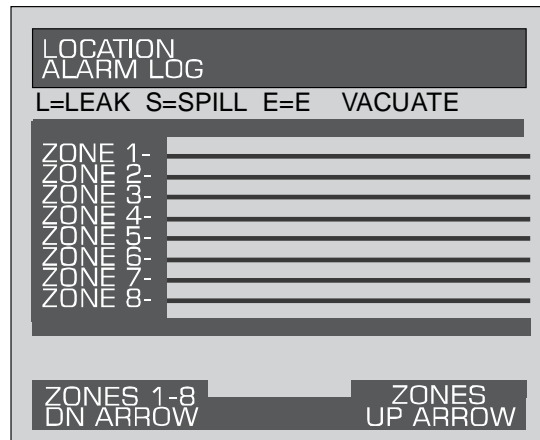 LOCATION
ALARM LOG
L=LEAK S=SPILL E=E VACUATE
ZONE 1-
ZONE 2-
ZONE 3-
ZONE 4-
ZONE 5-
ZONE 6-
ZONE 7-
ZONE 8-
ZONES 1-8 ZONES
DN ARROW UP ARROW